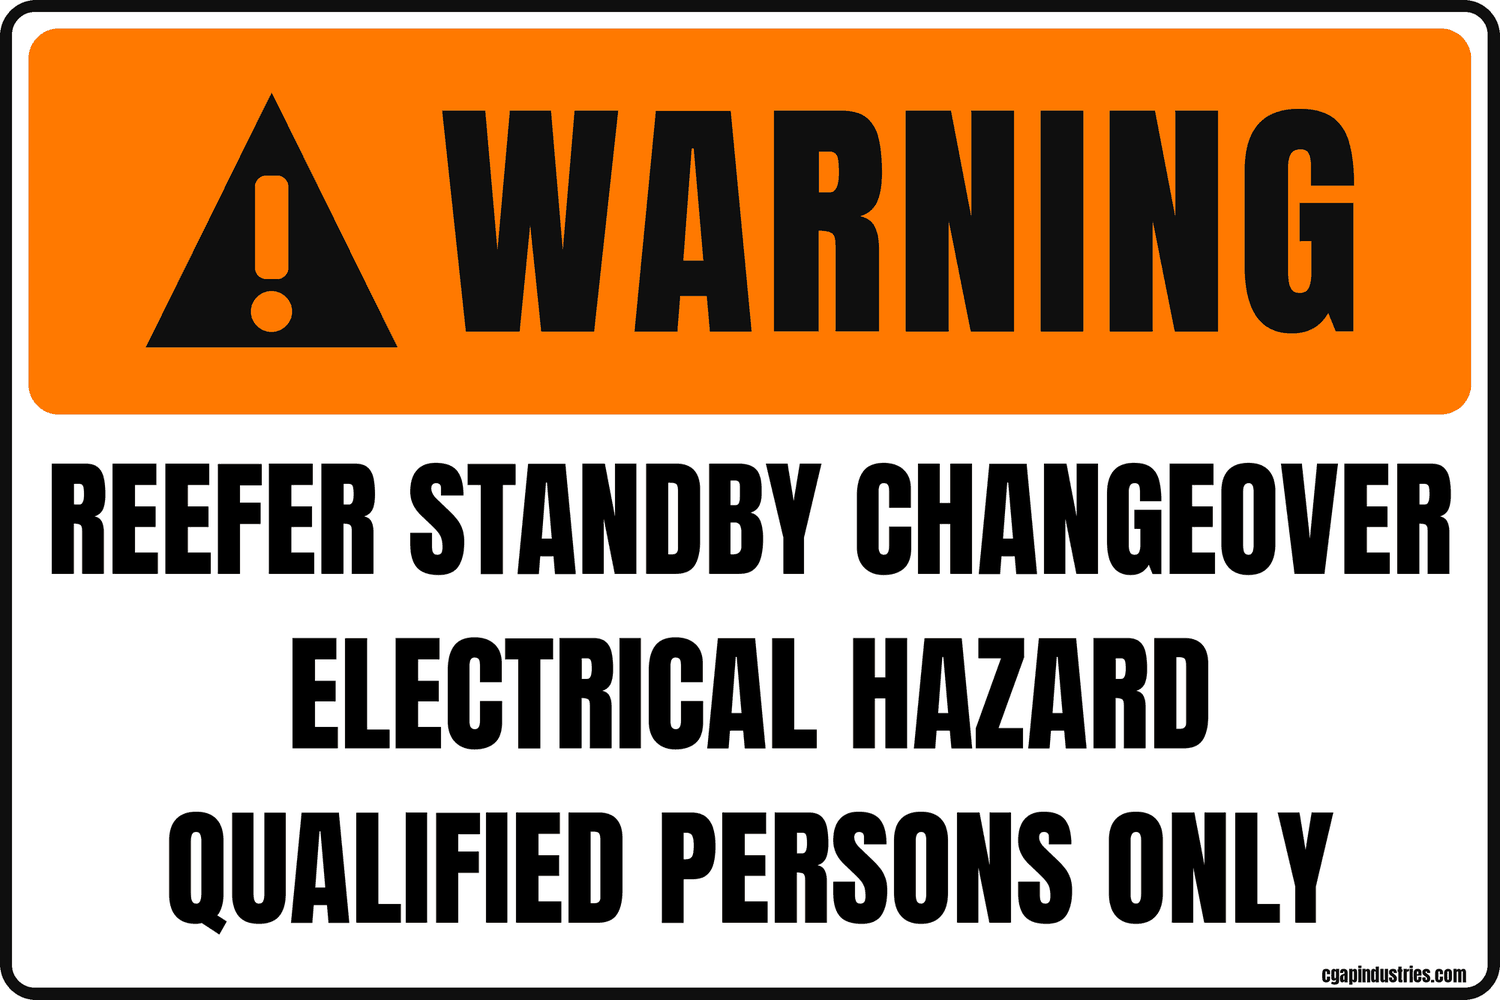 WARNING
REEFER STANDBY CHANGEOVER
ELECTRICAL HAZARD
QUALIFIED PERSONS ONLY
cgapindustries.com